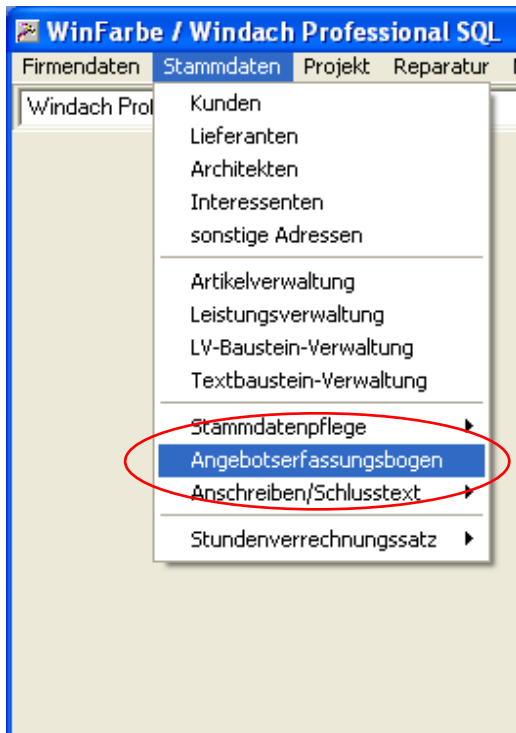 WinFarbe / Windach Professional SQL
Firmendaten Stammdaten Projekt Reparatur
Windach Prof
Kunden
Lieferanten
Architekten
Interessenten
sonstige Adressen
Artikelverwaltung
Leistungsverwaltung
LV-Baustein-Verwaltung
Textbaustein-Verwaltung
Stammdatenpflege
Angebotserfassungsbogen
Anschreiben/Schlusstext
Stundenverrechnungssatz